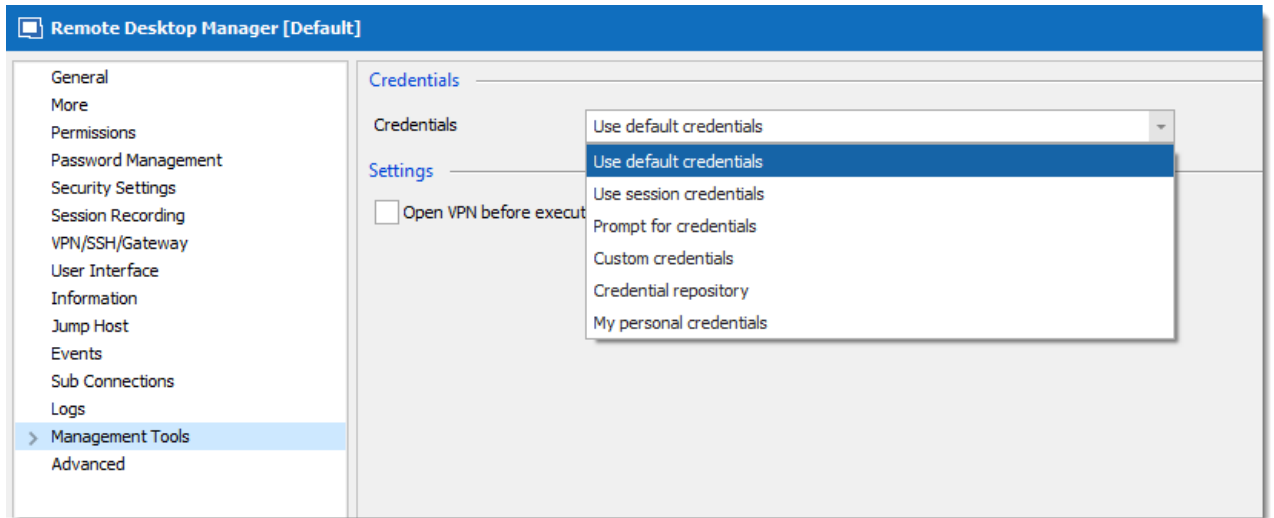 Remote Desktop Manager [Default]
General
More
Permissions
Password Management
Security Settings
Session Recording
VPN/SSH/Gateway
User Interface
Information
Jump Host
Events
Sub Connections
Logs
Management Tools
Advanced
Credentials
Credentials
Use default credentials
Use default credentials
Use session credentials
Prompt for credentials
Custom credentials
Credential repository
My personal credentials
Settings
Open VPN before execut